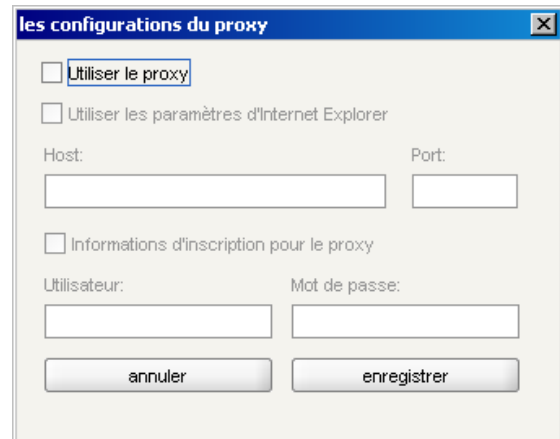 les configurations du proxy
Utiliser le proxy
Utiliser les paramètres d'Internet Explorer
Host: Port:
Informations d'inscription pour le proxy
Utilisateur: Mot de passe:
annuler enregistrer